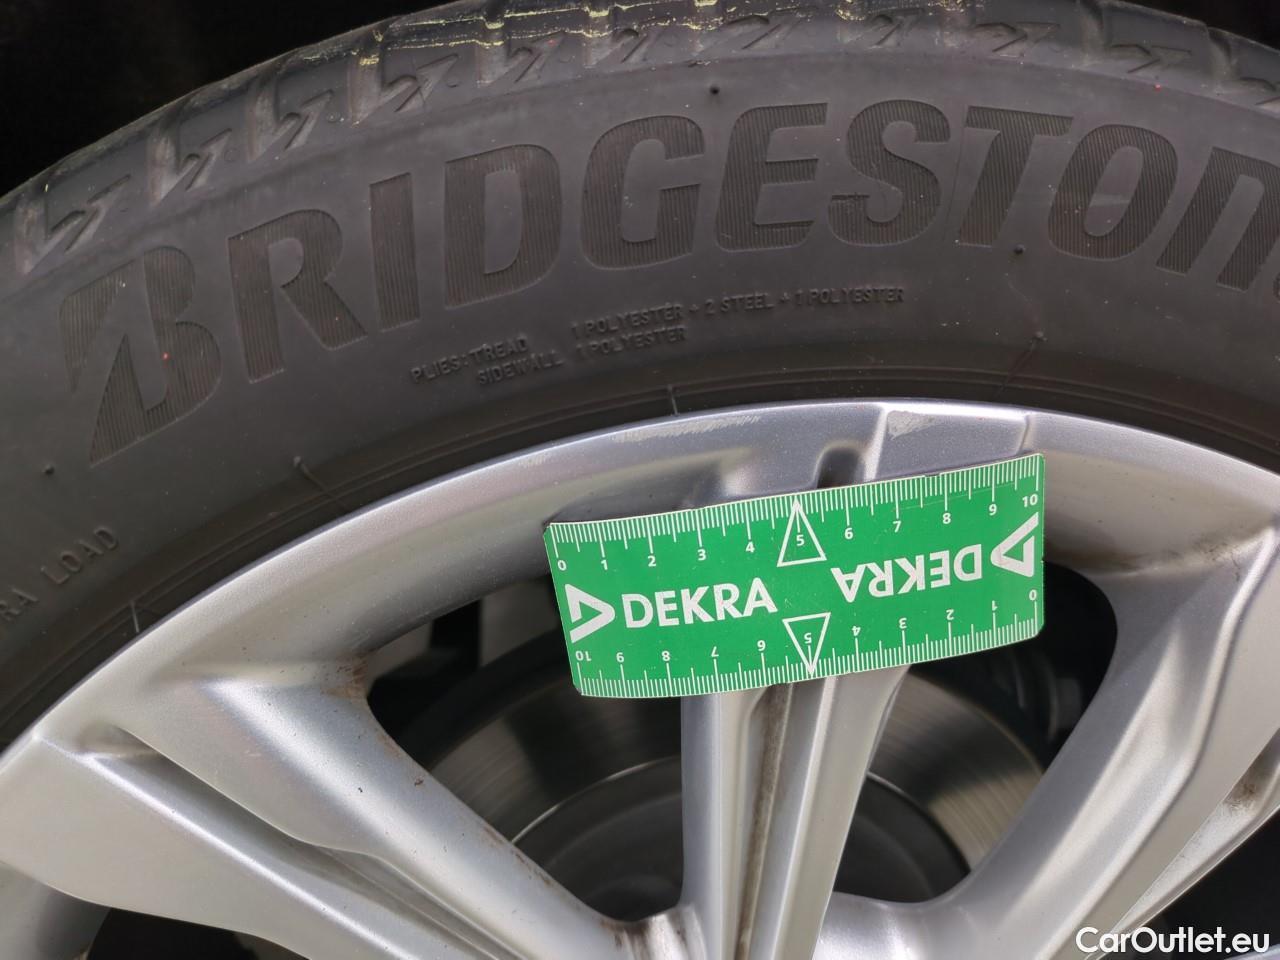 BRIDGESTON
PLIES: TREAD 1 POLYESTER + 2 STEEL + 1 POLYESTER
SIDEWALL 1 POLYESTER
RA LOAD
0 1 2 3 4 5 6 7 8 9 10
DEKRA
DEKRA
10 9 8 7 6 5 4 3 2 1 0
CarOutlet.eu